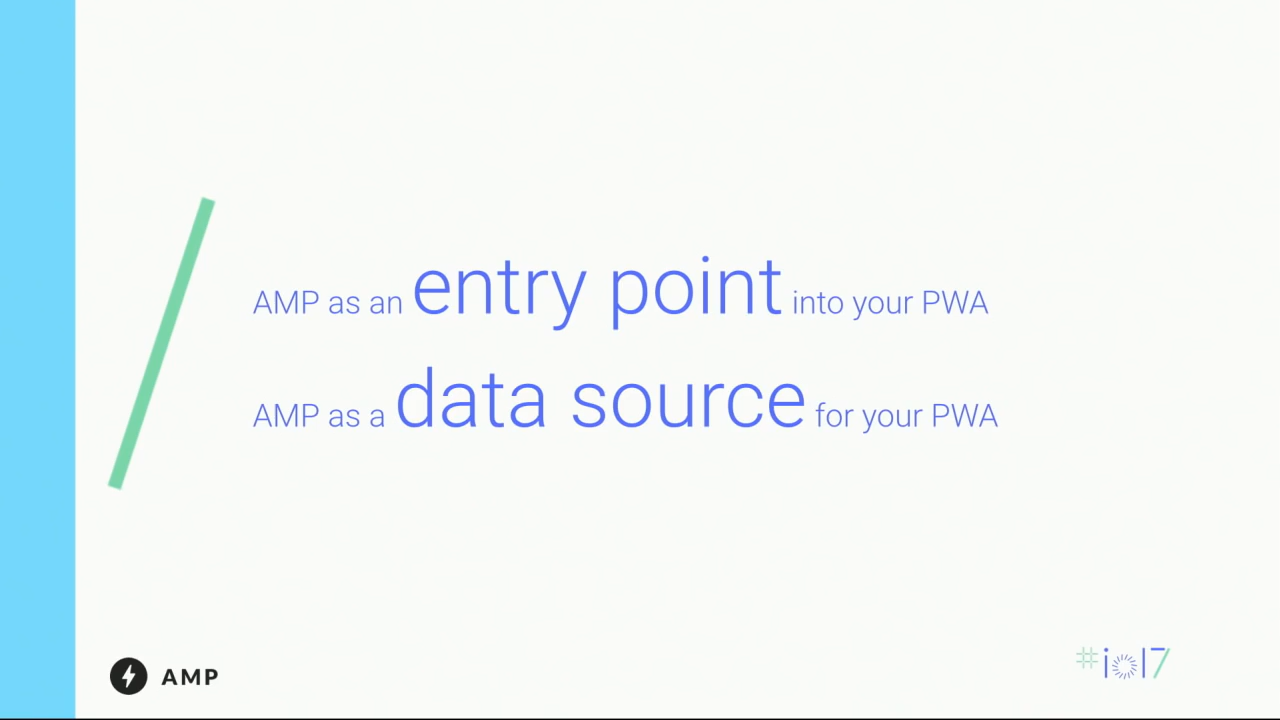 AMP as an entry point into your PWA
AMP as a data source for your PWA
AMP
#io17